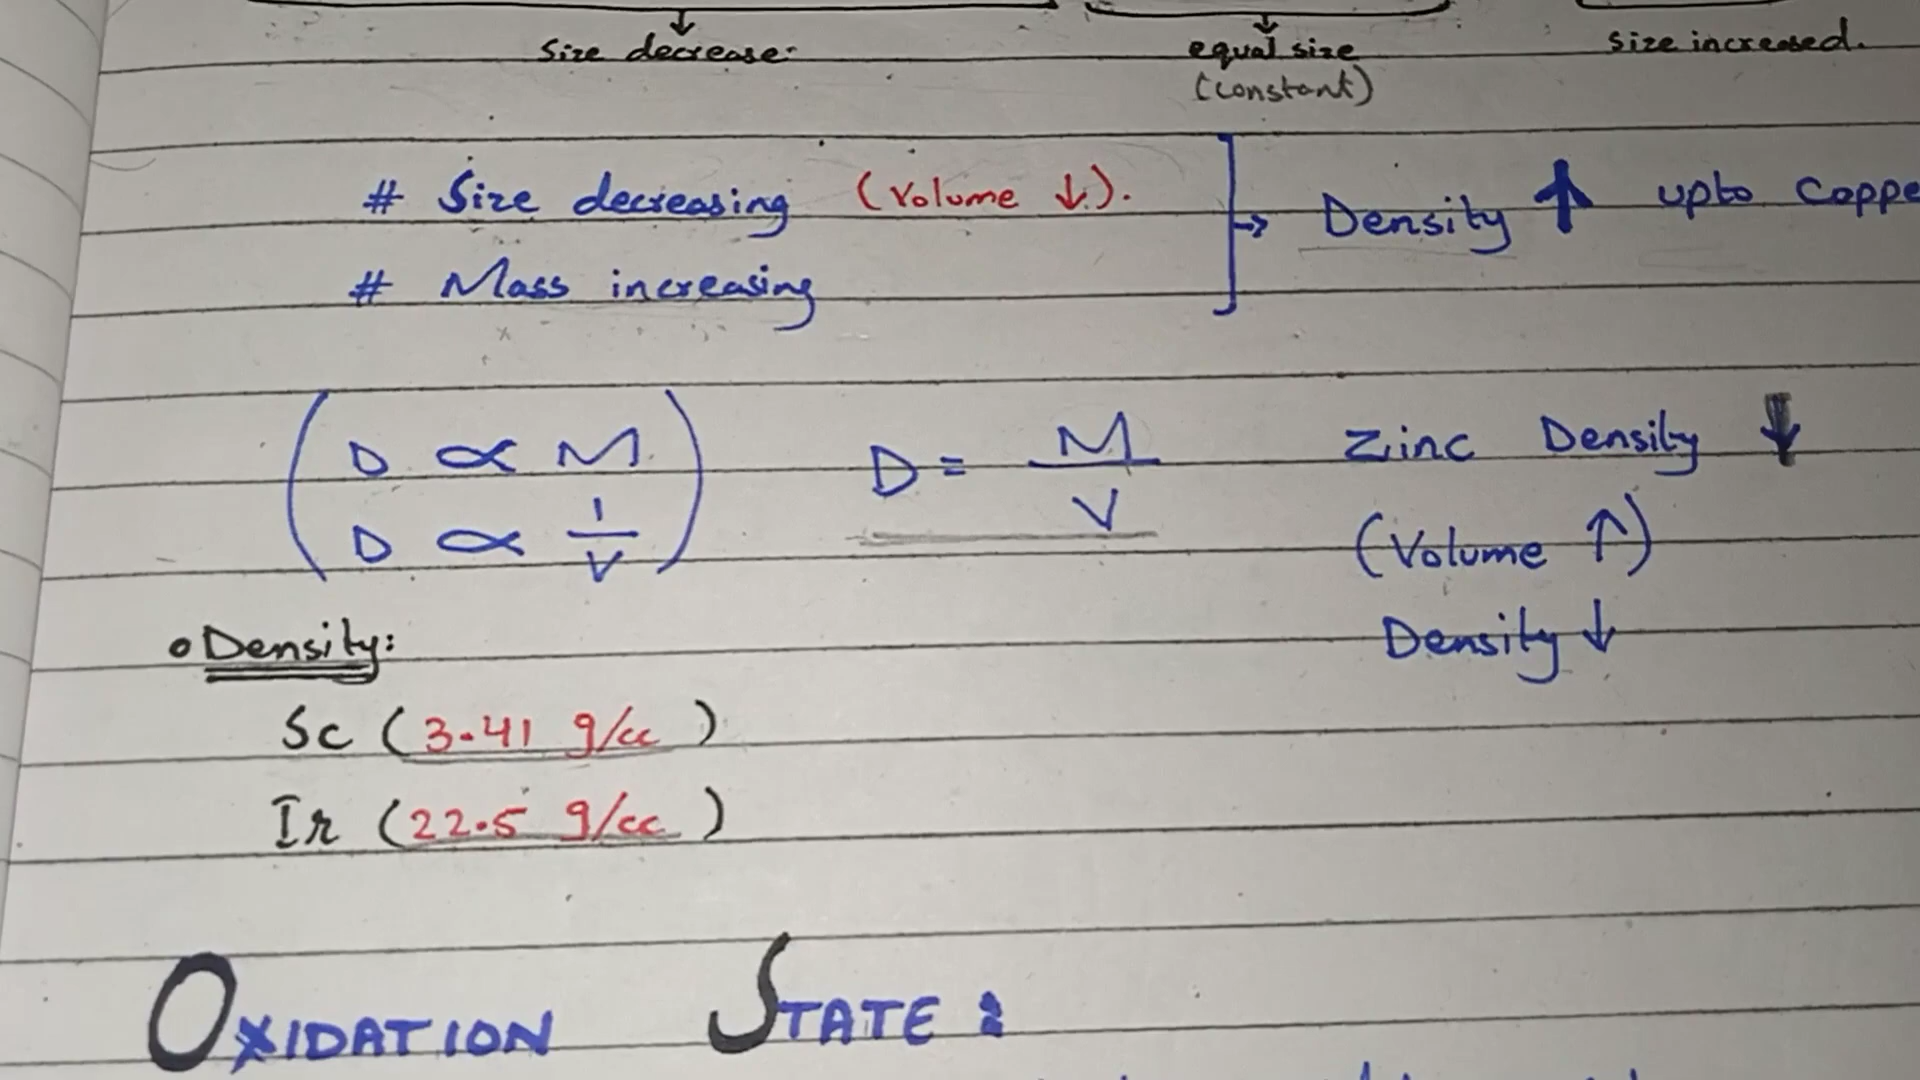 Size decrease.
equal size
(constant)
size increased.
# Size decreasing (Volume ↓).
# Mass increasing
→ Density ↑ upto Coppe
( D ∝ M
D ∝ 1/V )
D = M/V
Zinc Density ↓
(Volume ↑)
Density ↓
• Density:
Sc (3.41 g/cc)
Ir (22.5 g/cc)
OXIDATION STATE :